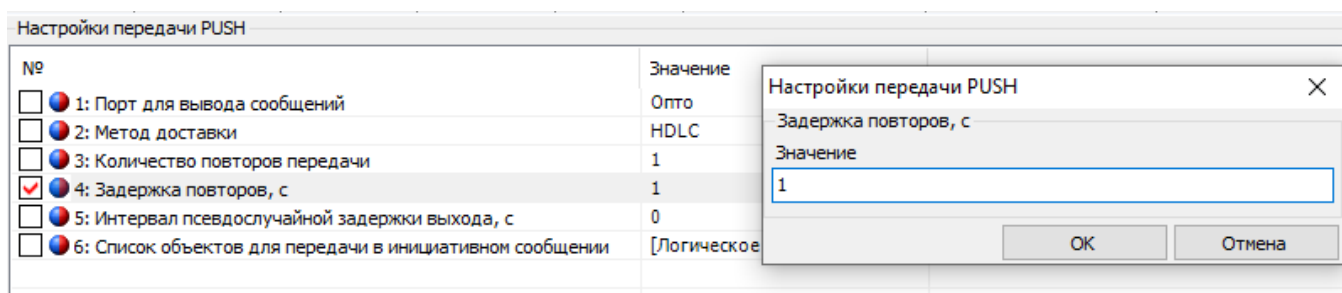 Настройки передачи PUSH
№ Значение
1: Порт для вывода сообщений Опто
2: Метод доставки HDLC
3: Количество повторов передачи 1
4: Задержка повторов, с 1
5: Интервал псевдослучайной задержки выхода, с 0
6: Список объектов для передачи в инициативном сообщении [Логическое
Настройки передачи PUSH
Задержка повторов, с
Значение
1
ОК Отмена